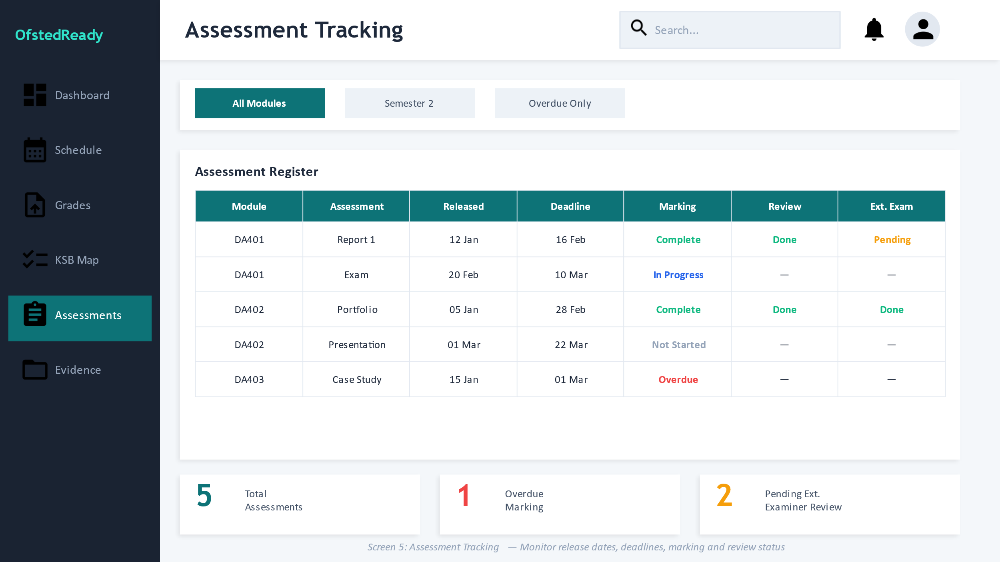 OfstedReady
Assessment Tracking
Search...
Dashboard
Schedule
Grades
KSB Map
Assessments
Evidence
All Modules
Semester 2
Overdue Only
Assessment Register
Module Assessment Released Deadline Marking Review Ext. Exam
DA401 Report 1 12 Jan 16 Feb Complete Done Pending
DA401 Exam 20 Feb 10 Mar In Progress — —
DA402 Portfolio 05 Jan 28 Feb Complete Done Done
DA402 Presentation 01 Mar 22 Mar Not Started — —
DA403 Case Study 15 Jan 01 Mar Overdue — —
5
Total
Assessments
1
Overdue
Marking
2
Pending Ext.
Examiner Review
Screen 5: Assessment Tracking — Monitor release dates, deadlines, marking and review status